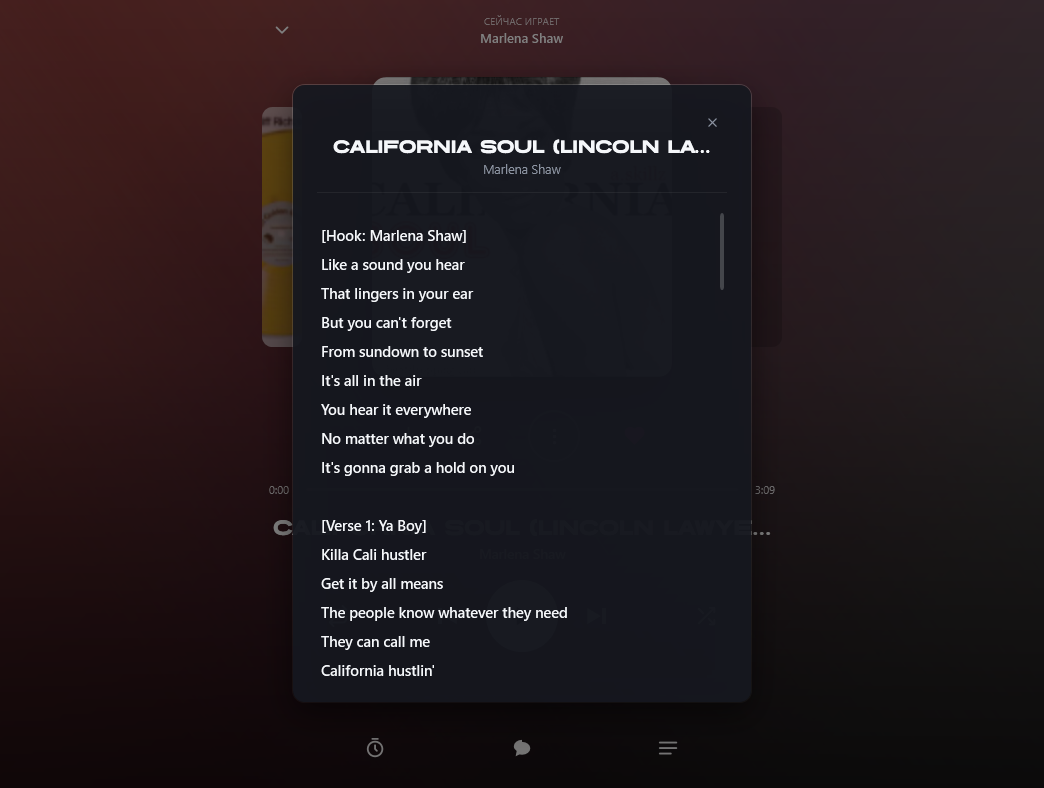 СЕЙЧАС ИГРАЕТ
Marlena Shaw
CALIFORNIA SOUL (LINCOLN LA...
Marlena Shaw
[Hook: Marlena Shaw]
Like a sound you hear
That lingers in your ear
But you can't forget
From sundown to sunset
It's all in the air
You hear it everywhere
No matter what you do
It's gonna grab a hold on you
0:00
3:09
[Verse 1: Ya Boy]
CALIFORNIA SOUL (LINCOLN LAWYE...
Killa Cali hustler
Get it by all means
The people know whatever they need
They can call me
California hustlin'